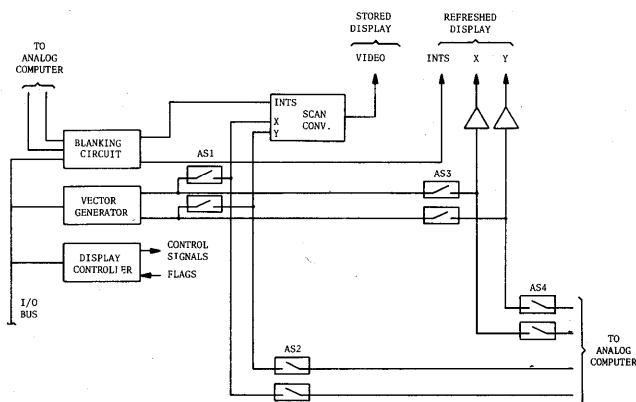 STORED
DISPLAY
REFRESHED
DISPLAY
TO
ANALOG
COMPUTER
VIDEO
INTS
X
Y
INTS
X
Y
SCAN
CONV.
BLANKING
CIRCUIT
AS1
AS3
VECTOR
GENERATOR
DISPLAY
CONTROLLER
CONTROL
SIGNALS
FLAGS
I/O
BUS
AS4
TO
ANALOG
COMPUTER
AS2